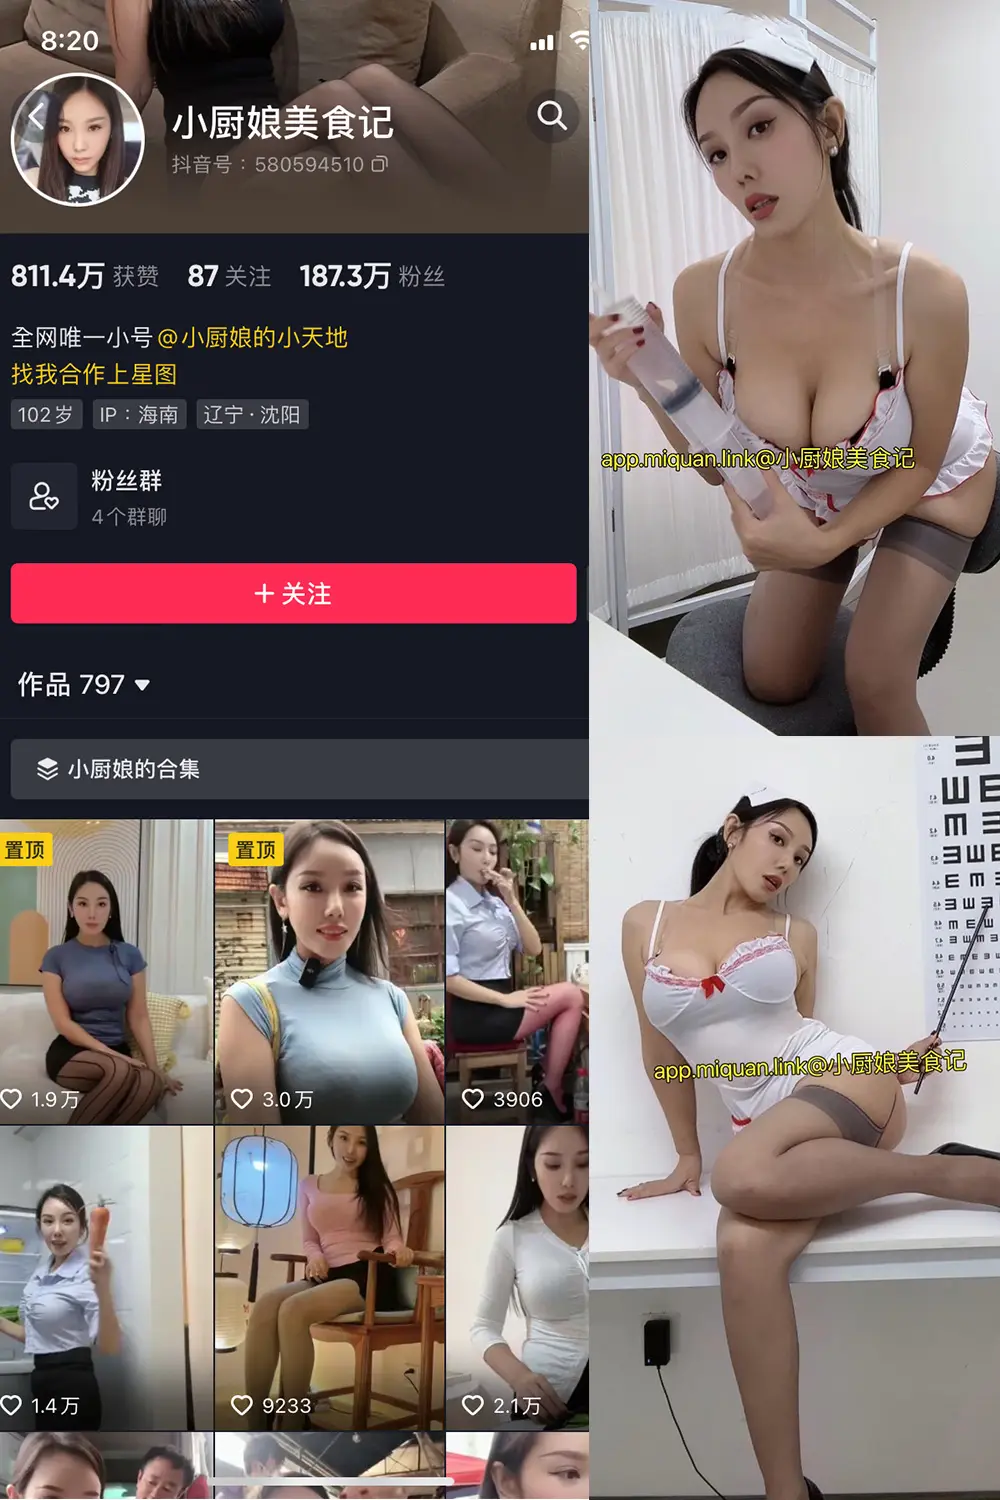 8:20
小厨娘美食记
抖音号：580594510
811.4万 获赞 87 关注 187.3万 粉丝
全网唯一小号@小厨娘的小天地
找我合作上星图
102岁 IP：海南 辽宁·沈阳
粉丝群
4个群聊
+ 关注
作品 797
小厨娘的合集
置顶
置顶
1.9万
3.0万
3906
1.4万
9233
2.1万
app.miquan.link@小厨娘美食记
app.miquan.link@小厨娘美食记